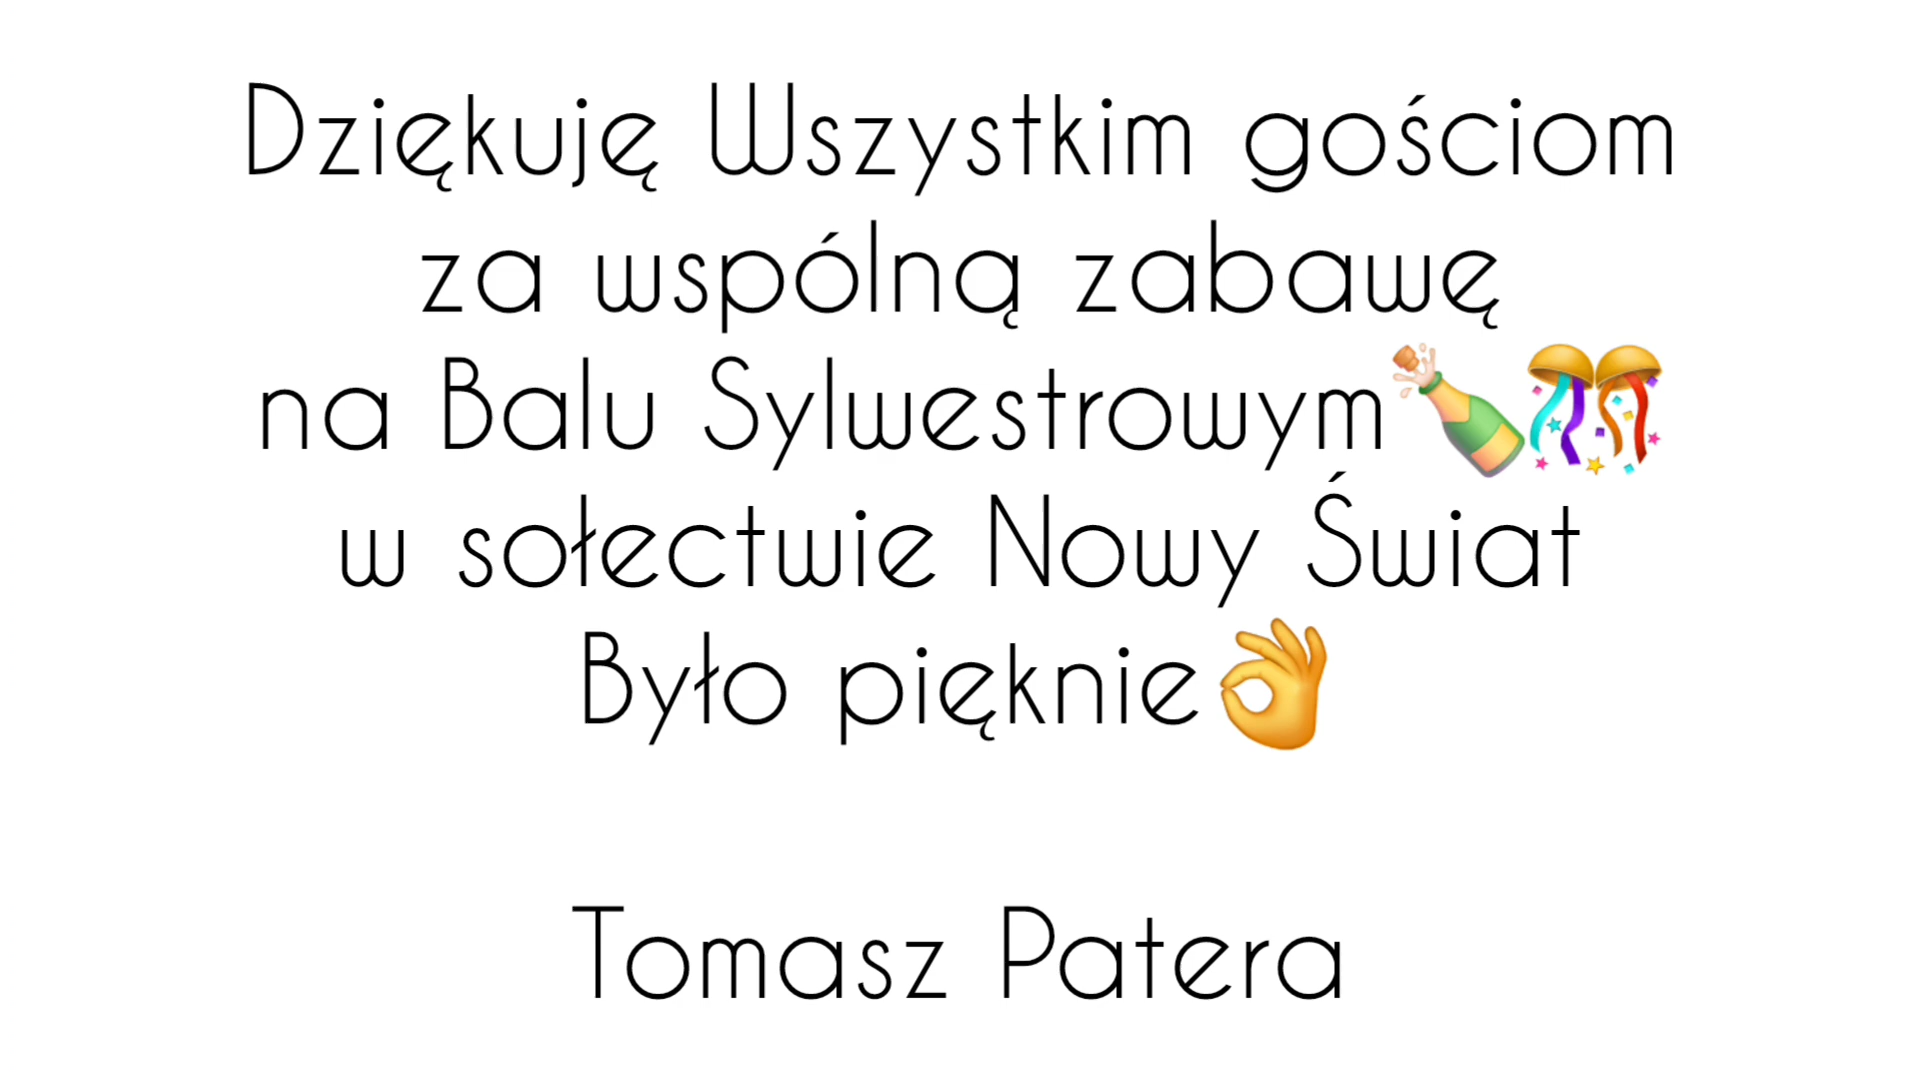 Dziękuję Wszystkim gościom
za wspólną zabawę
na Balu Sylwestrowym🍾🎊
w sołectwie Nowy Świat
Było pięknie👌
Tomasz Patera